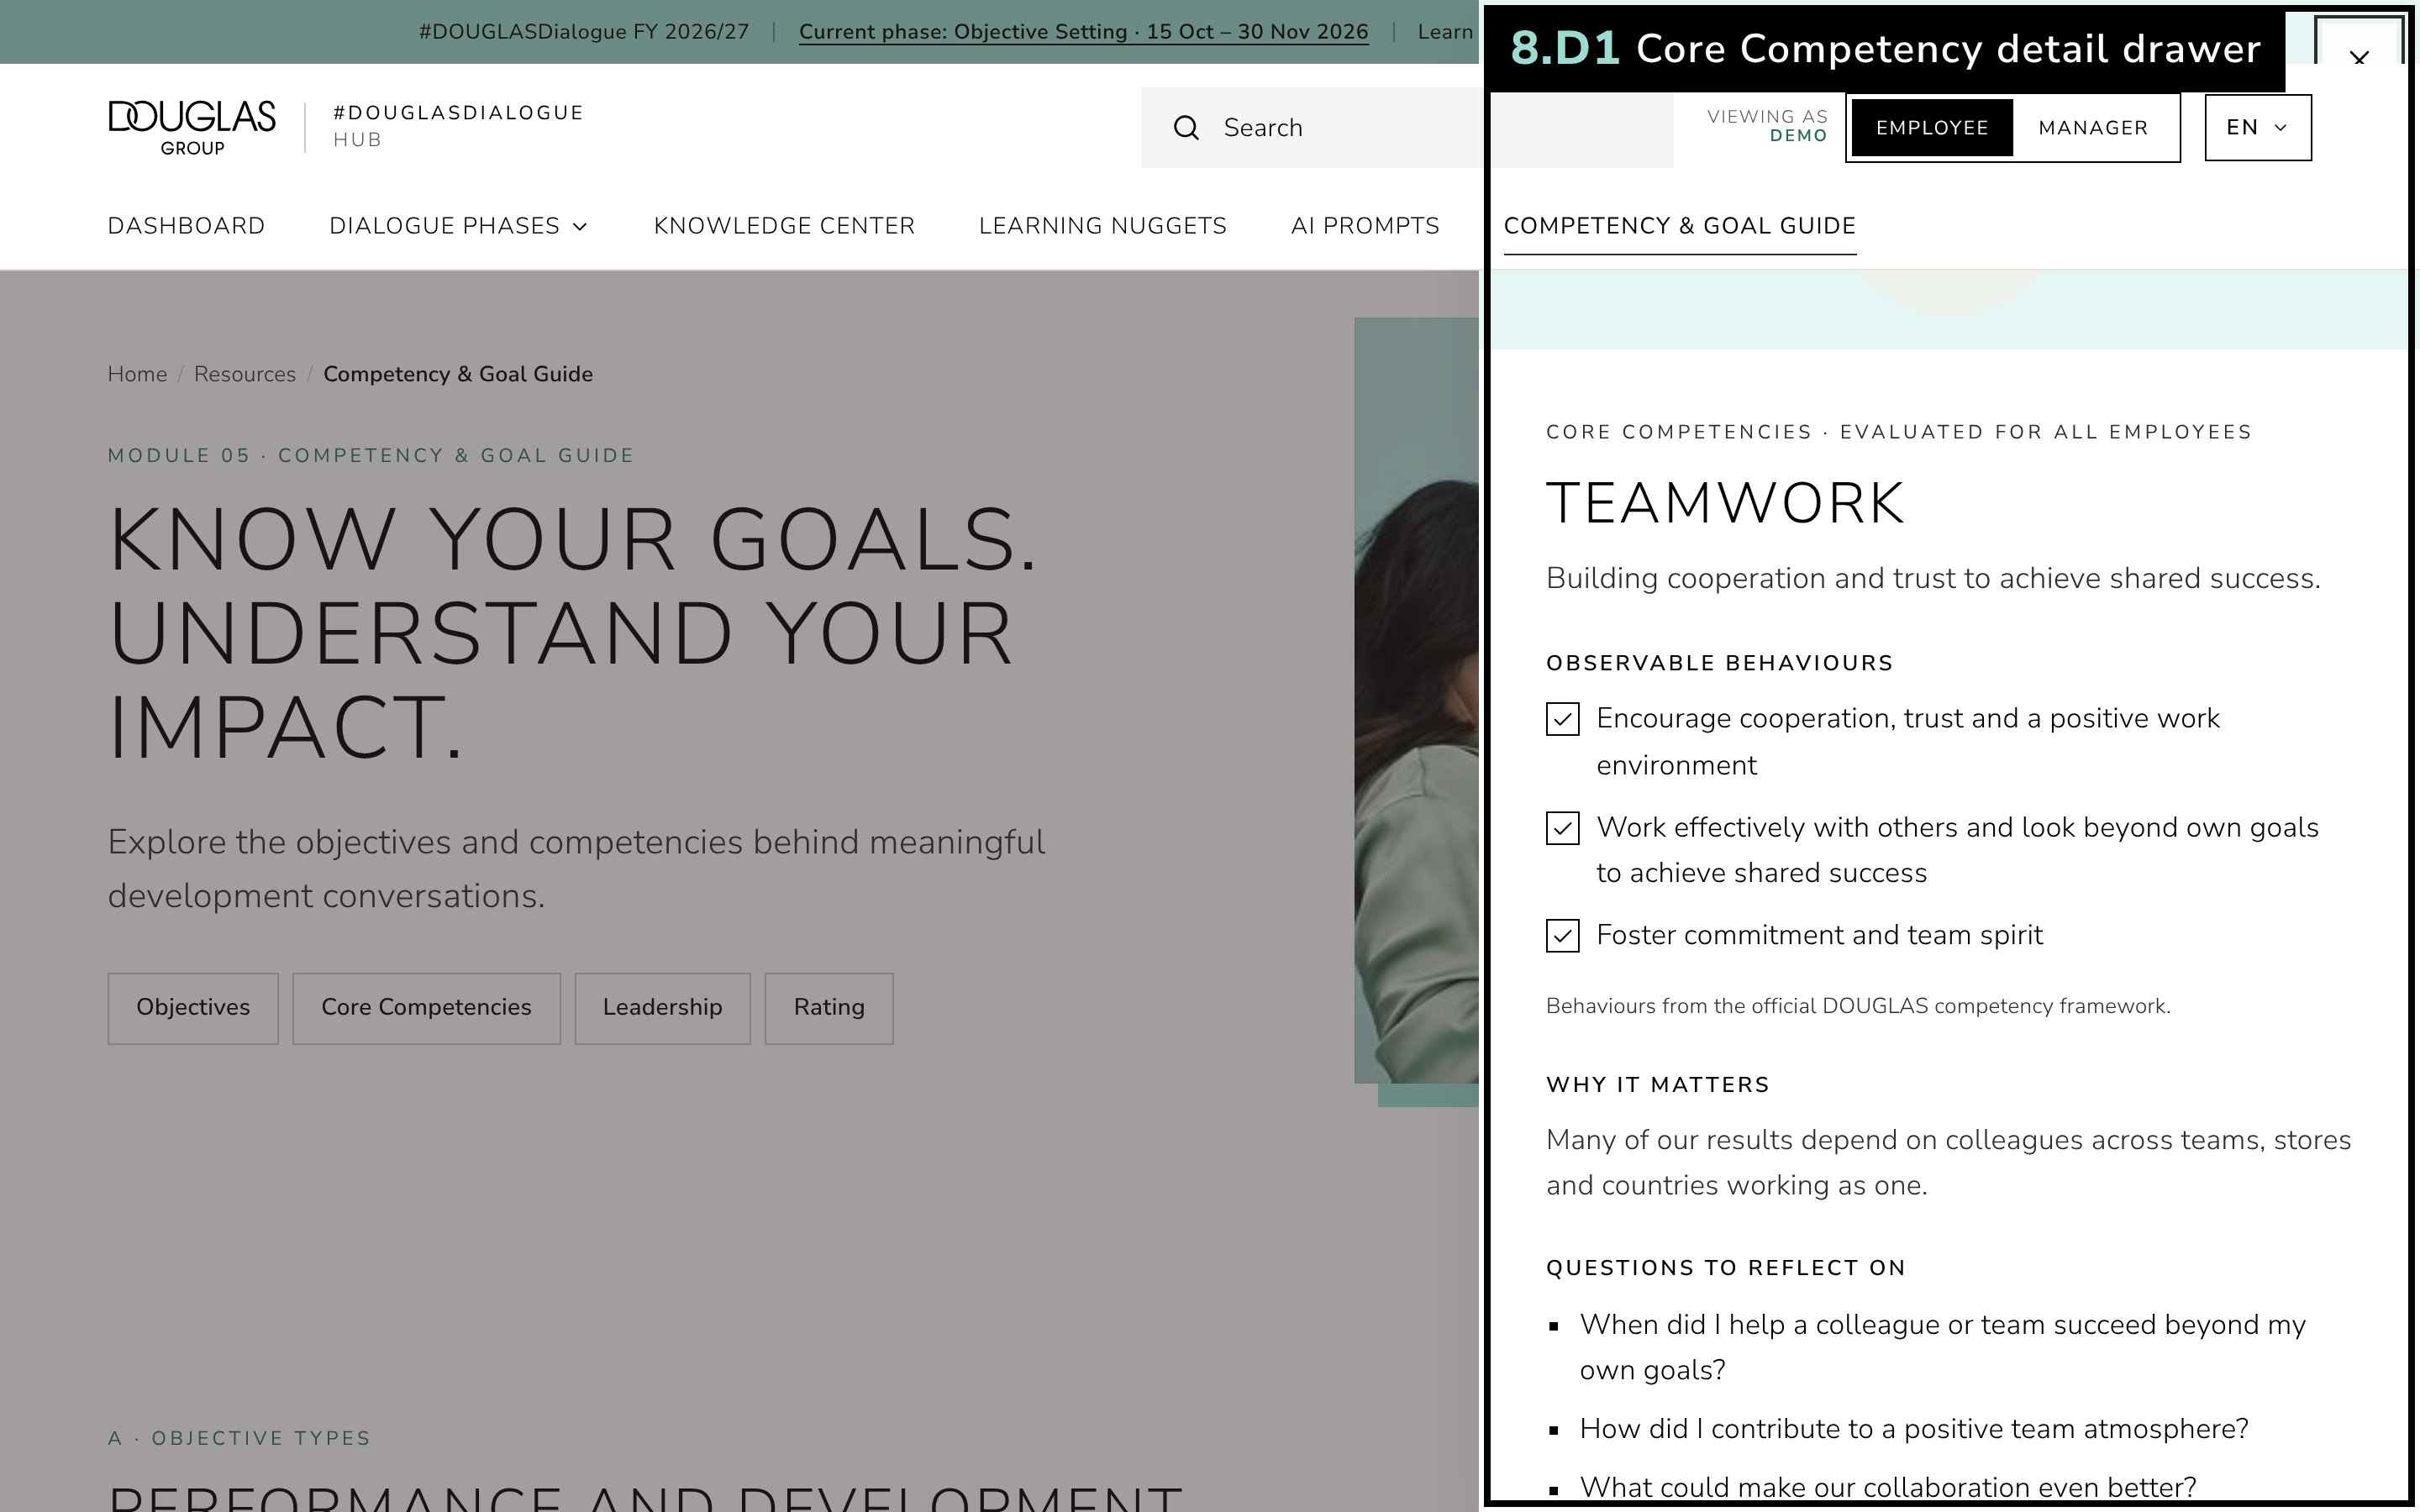 #DOUGLASDialogue FY 2026/27
Current phase: Objective Setting · 15 Oct – 30 Nov 2026
Learn
8.D1 Core Competency detail drawer
DOUGLAS
GROUP
#DOUGLASDIALOGUE
HUB
Search
VIEWING AS
DEMO
EMPLOYEE
MANAGER
EN
DASHBOARD
DIALOGUE PHASES
KNOWLEDGE CENTER
LEARNING NUGGETS
AI PROMPTS
COMPETENCY & GOAL GUIDE
Home / Resources / Competency & Goal Guide
MODULE 05 · COMPETENCY & GOAL GUIDE
KNOW YOUR GOALS.
UNDERSTAND YOUR
IMPACT.
Explore the objectives and competencies behind meaningful
development conversations.
Objectives
Core Competencies
Leadership
Rating
A · OBJECTIVE TYPES
PERFORMANCE AND DEVELOPMENT
CORE COMPETENCIES · EVALUATED FOR ALL EMPLOYEES
TEAMWORK
Building cooperation and trust to achieve shared success.
OBSERVABLE BEHAVIOURS
Encourage cooperation, trust and a positive work
environment
Work effectively with others and look beyond own goals
to achieve shared success
Foster commitment and team spirit
Behaviours from the official DOUGLAS competency framework.
WHY IT MATTERS
Many of our results depend on colleagues across teams, stores
and countries working as one.
QUESTIONS TO REFLECT ON
When did I help a colleague or team succeed beyond my
own goals?
How did I contribute to a positive team atmosphere?
What could make our collaboration even better?